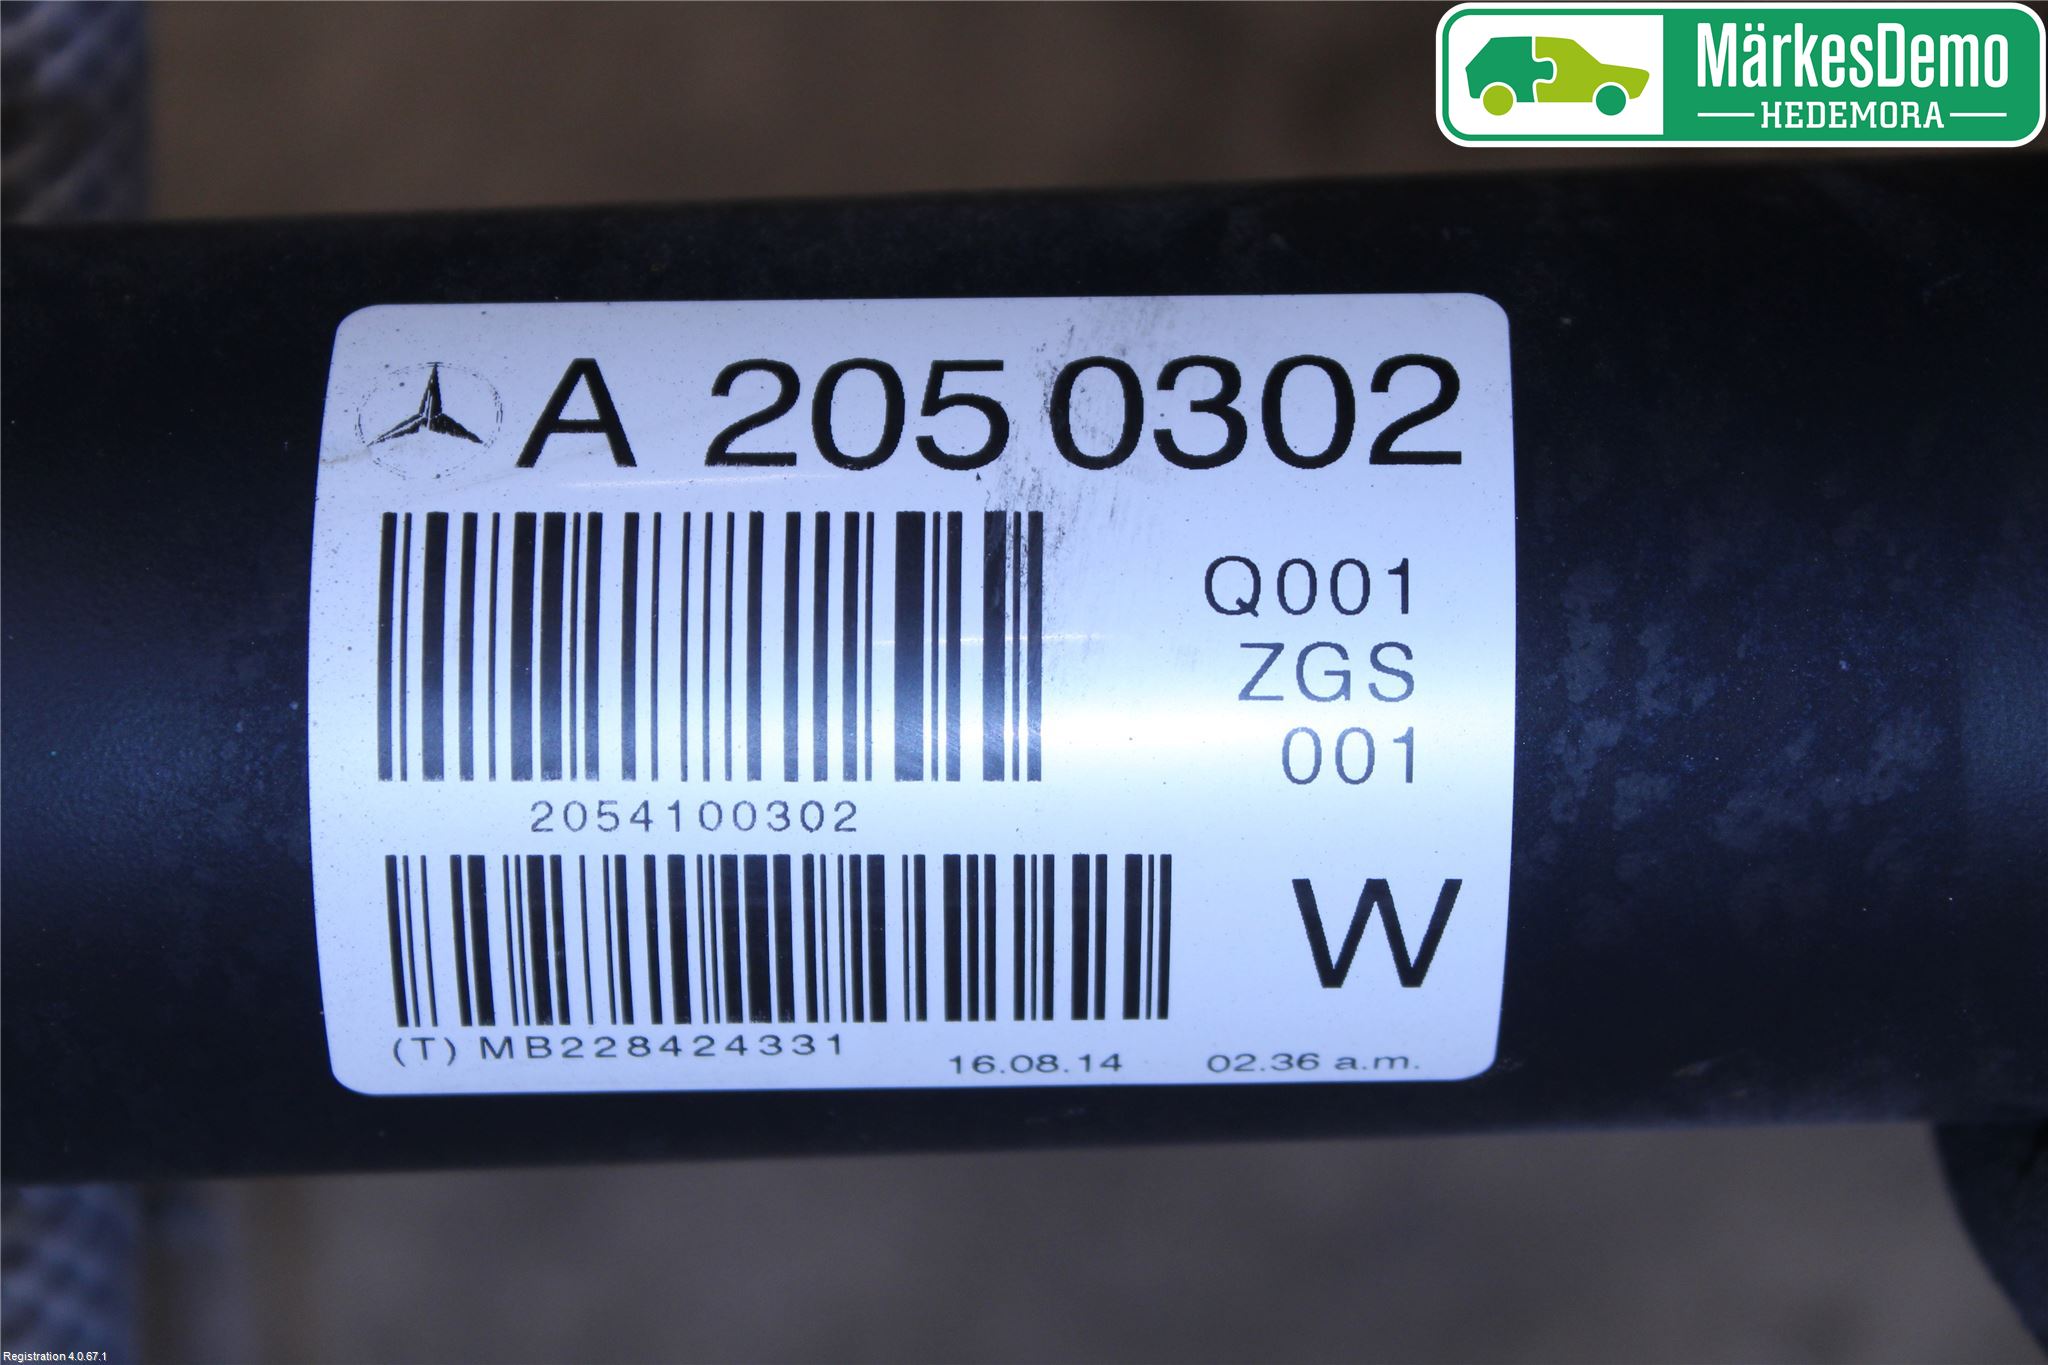 MärkesDemo
HEDEMORA
A 205 0302
Q001
ZGS
001
2054100302
W
(T) MB228424331
16.08.14 02.36 a.m.
Registration 4.0.67.1